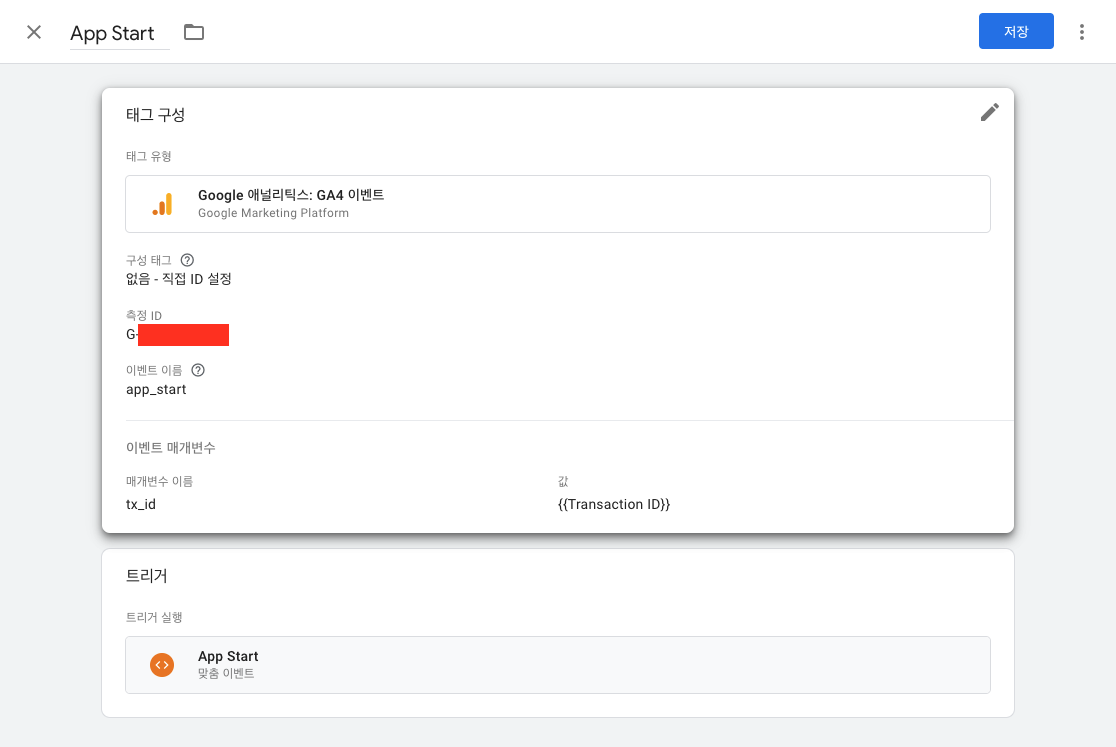 App Start
저장
태그 구성
태그 유형
Google 애널리틱스: GA4 이벤트
Google Marketing Platform
구성 태그
없음 - 직접 ID 설정
측정 ID
G-
이벤트 이름
app_start
이벤트 매개변수
매개변수 이름 값
tx_id {{Transaction ID}}
트리거
트리거 실행
App Start
맞춤 이벤트